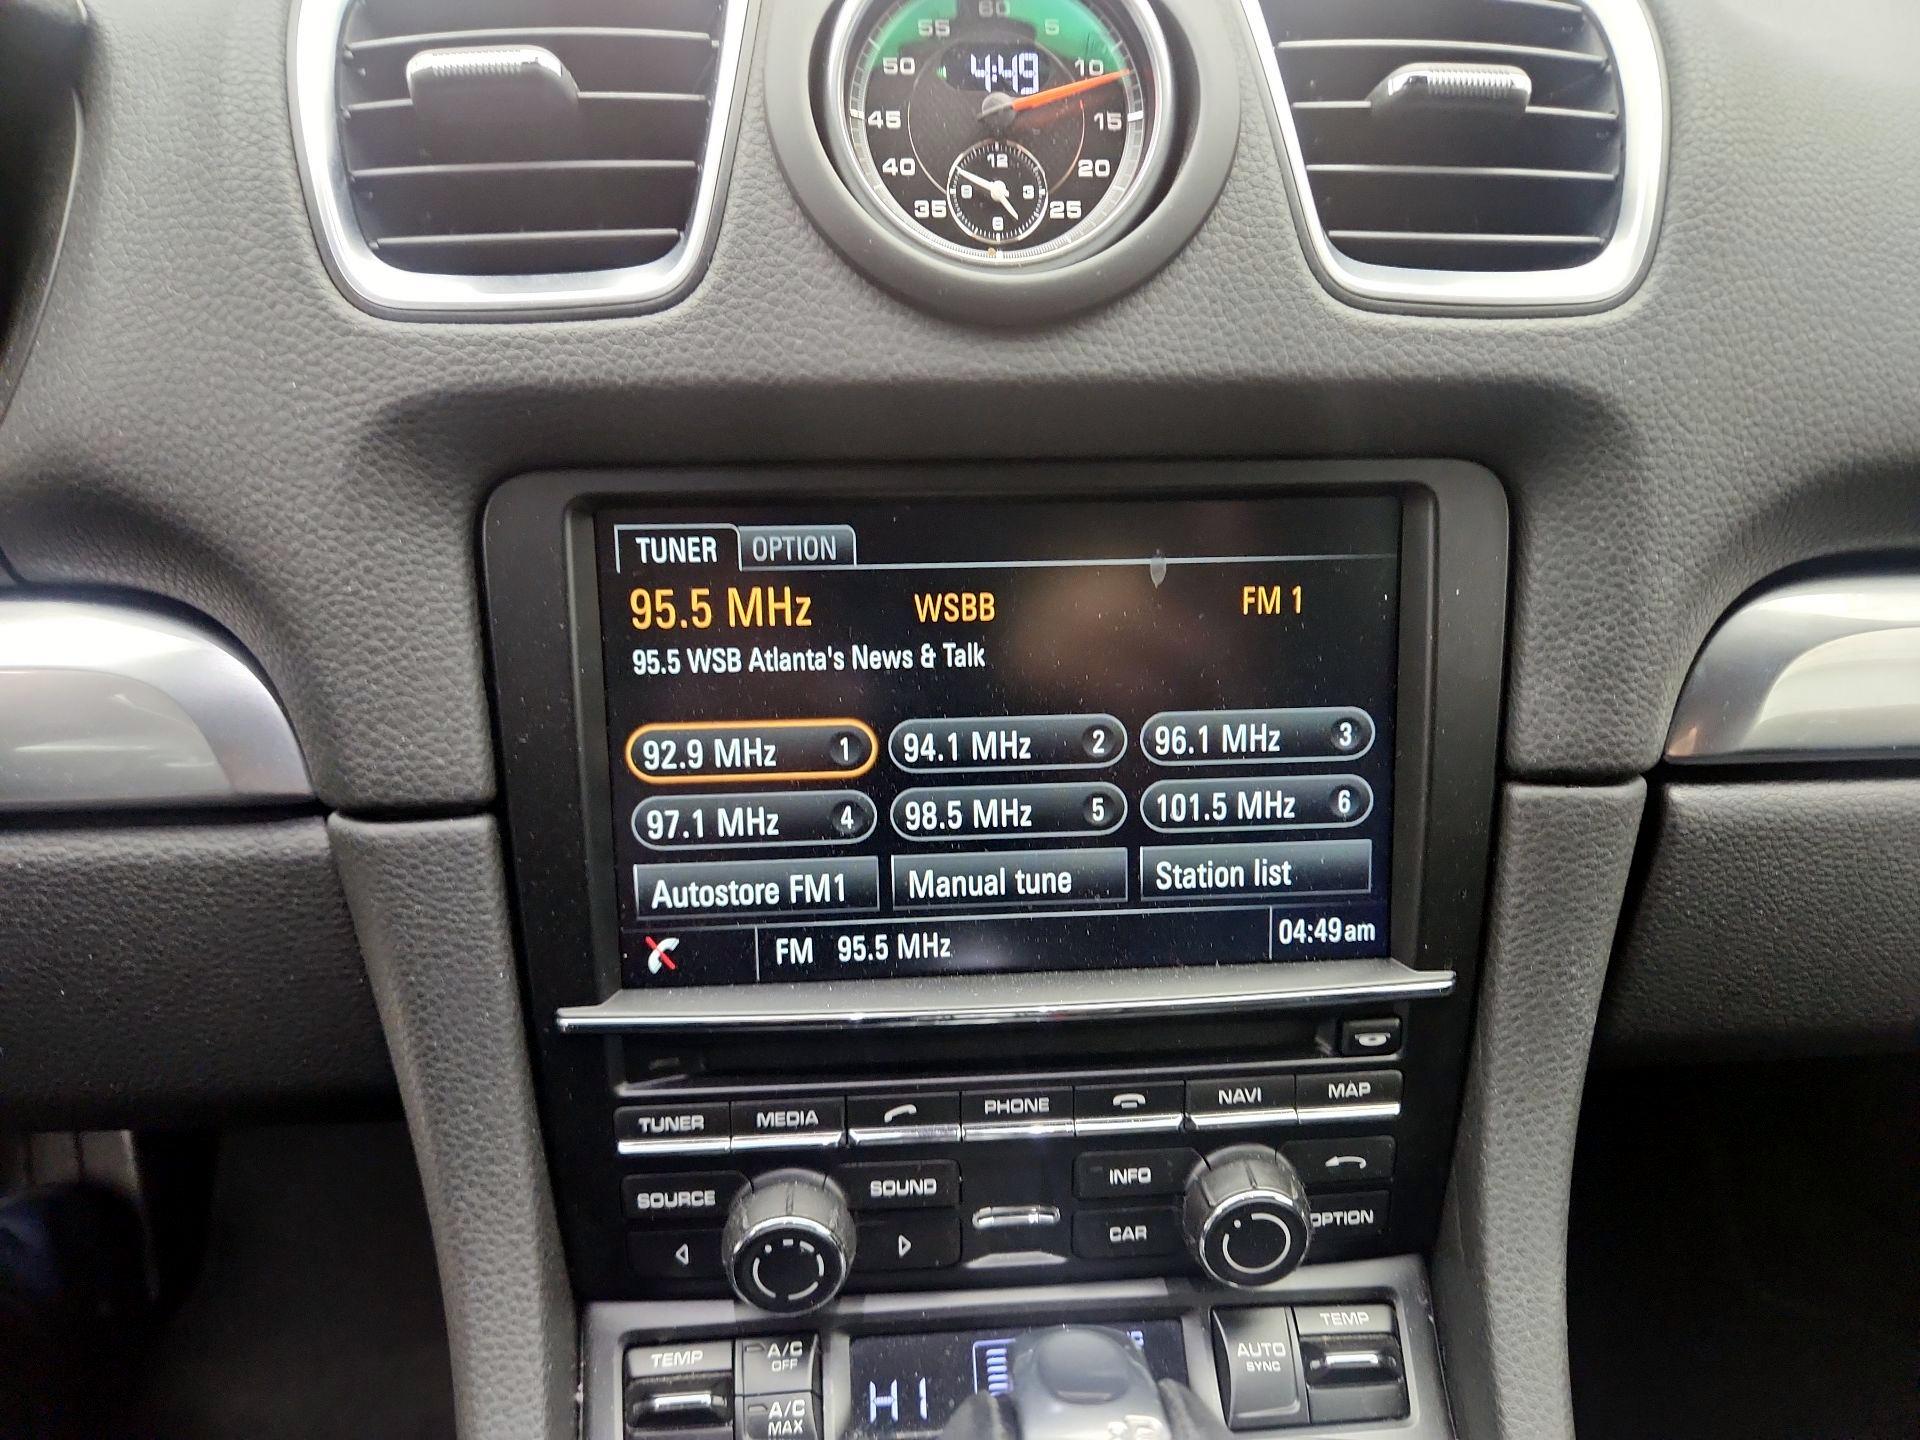 60
55 5
50 4:49 10
45 15
12
40 9 3 20
35 6 25
TUNER OPTION
95.5 MHz WSBB FM 1
95.5 WSB Atlanta's News & Talk
92.9 MHz 1 94.1 MHz 2 96.1 MHz 3
97.1 MHz 4 98.5 MHz 5 101.5 MHz 6
Autostore FM1 Manual tune Station list
FM 95.5 MHz 04:49am
TUNER MEDIA PHONE NAVI MAP
SOURCE SOUND INFO
CAR OPTION
TEMP A/C OFF AUTO SYNC TEMP
HI
A/C MAX